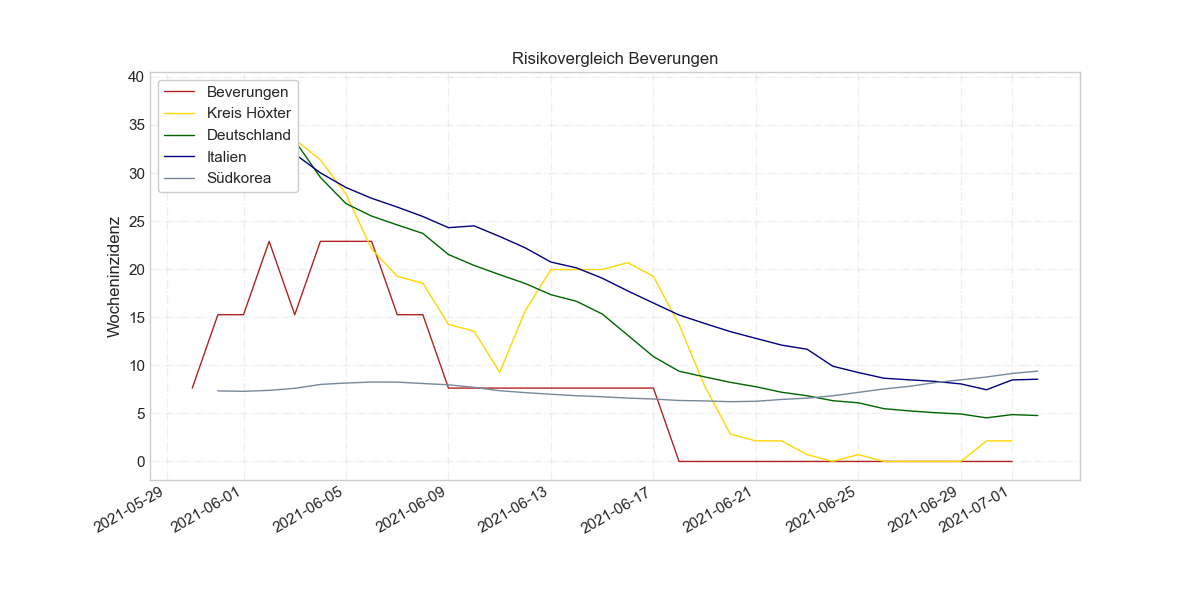 Risikovergleich Beverungen
Beverungen
Kreis Höxter
Deutschland
Italien
Südkorea
Wocheninzidenz
40
35
30
25
20
15
10
5
0
2021-05-29
2021-06-01
2021-06-05
2021-06-09
2021-06-13
2021-06-17
2021-06-21
2021-06-25
2021-06-29
2021-07-01